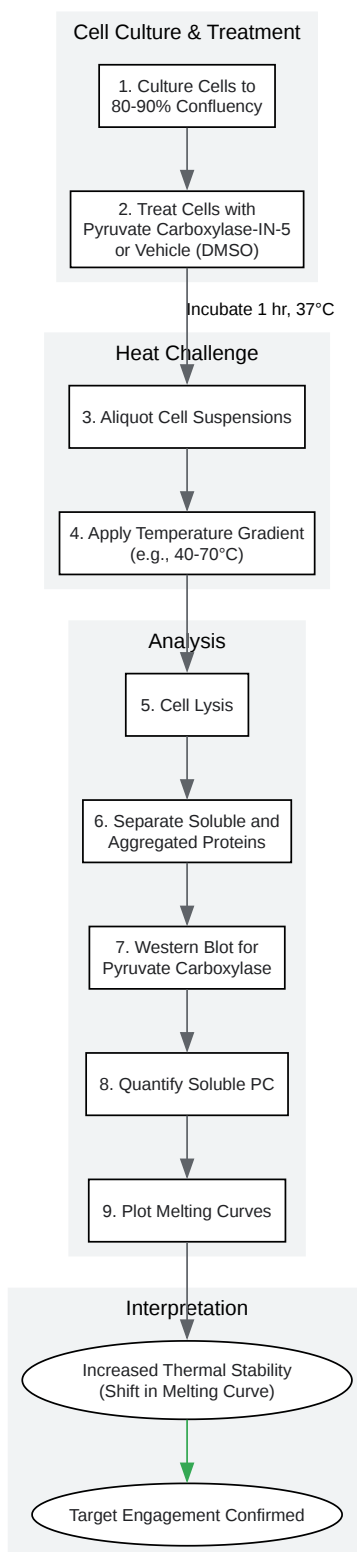 Cell Culture & Treatment
1. Culture Cells to
80-90% Confluency
2. Treat Cells with
Pyruvate Carboxylase-IN-5
or Vehicle (DMSO)
Incubate 1 hr, 37°C
Heat Challenge
3. Aliquot Cell Suspensions
4. Apply Temperature Gradient
(e.g., 40-70°C)
Analysis
5. Cell Lysis
6. Separate Soluble and
Aggregated Proteins
7. Western Blot for
Pyruvate Carboxylase
8. Quantify Soluble PC
9. Plot Melting Curves
Interpretation
Increased Thermal Stability
(Shift in Melting Curve)
Target Engagement Confirmed